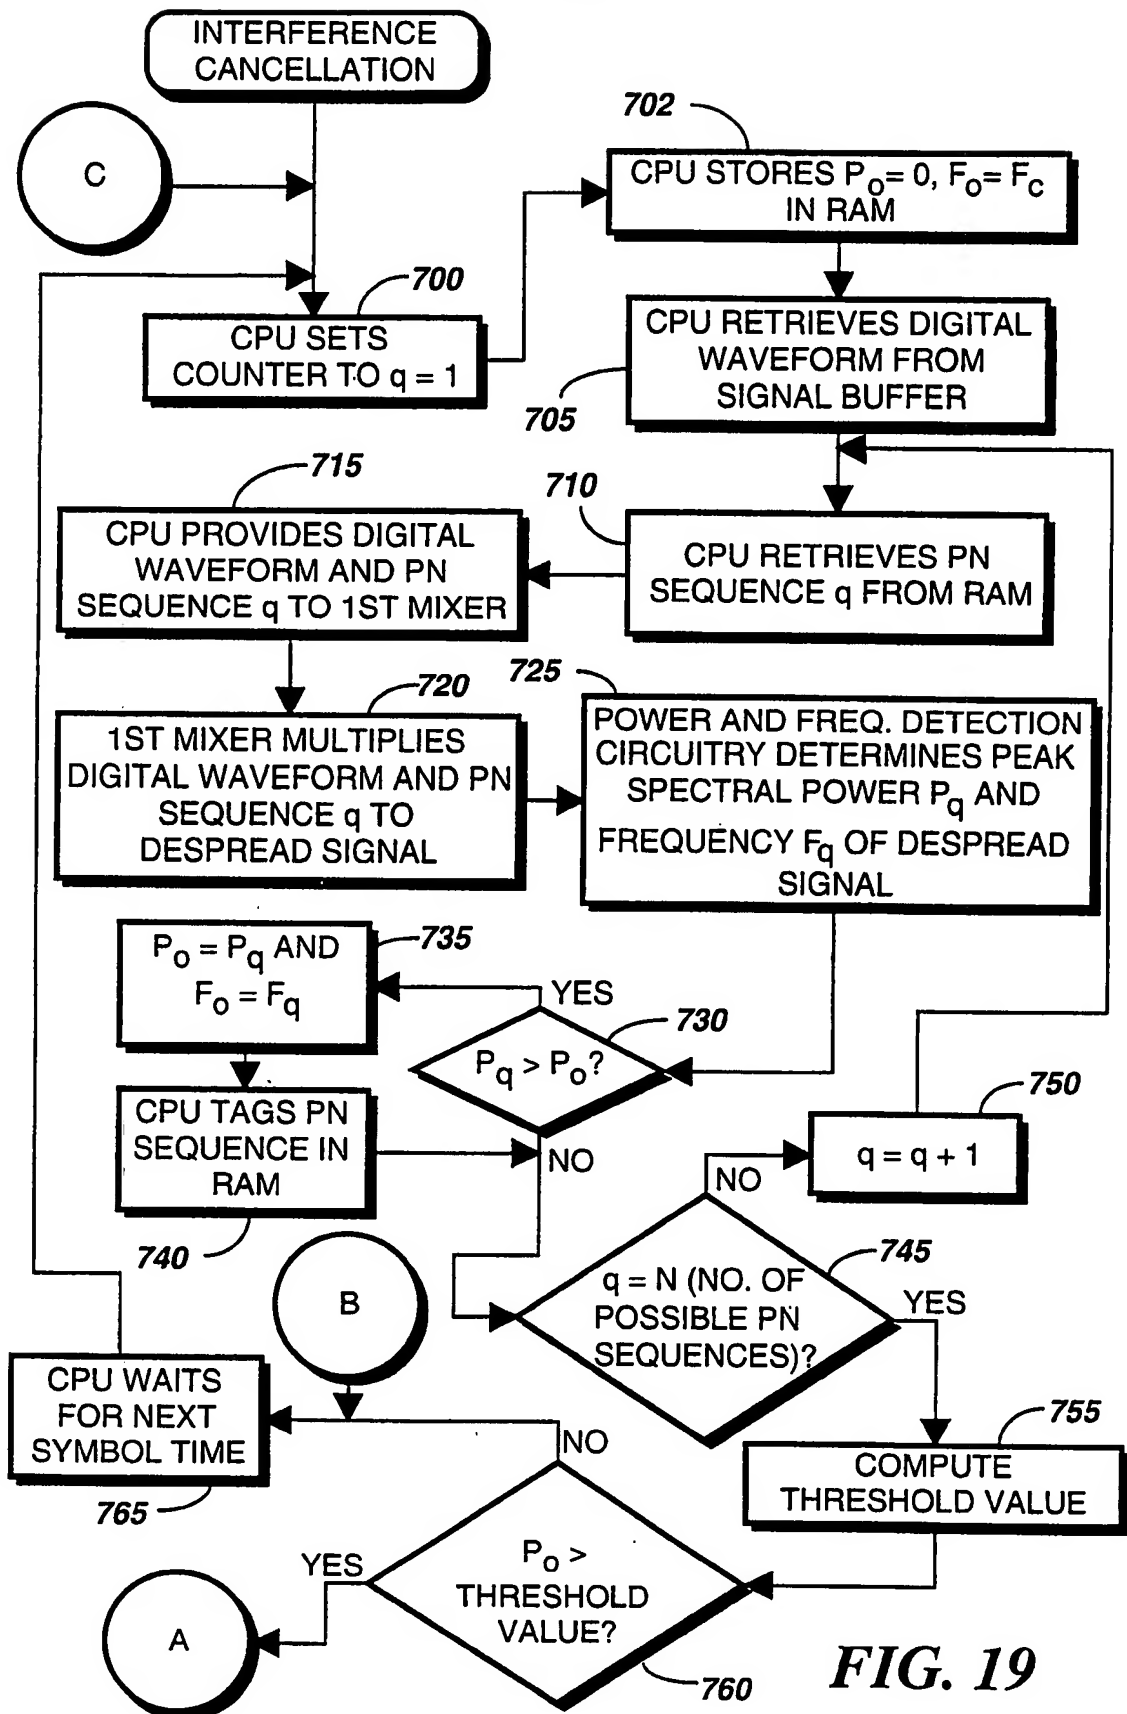 INTERFERENCE
CANCELLATION
C
702
CPU STORES Po= 0, Fo= Fc
IN RAM
700
CPU SETS
COUNTER TO q = 1
CPU RETRIEVES DIGITAL
WAVEFORM FROM
SIGNAL BUFFER
705
715
CPU PROVIDES DIGITAL
WAVEFORM AND PN
SEQUENCE q TO 1ST MIXER
710
CPU RETRIEVES PN
SEQUENCE q FROM RAM
720
1ST MIXER MULTIPLIES
DIGITAL WAVEFORM AND PN
SEQUENCE q TO
DESPREAD SIGNAL
725
POWER AND FREQ. DETECTION
CIRCUITRY DETERMINES PEAK
SPECTRAL POWER Pq AND
FREQUENCY Fq OF DESPREAD
SIGNAL
735
Po = Pq AND
Fo = Fq
YES
730
Pq > Po?
NO
CPU TAGS PN
SEQUENCE IN
RAM
740
750
q = q + 1
NO
745
q = N (NO. OF
POSSIBLE PN
SEQUENCES)?
YES
B
CPU WAITS
FOR NEXT
SYMBOL TIME
765
755
COMPUTE
THRESHOLD VALUE
NO
Po >
THRESHOLD
VALUE?
YES
760
A
FIG. 19